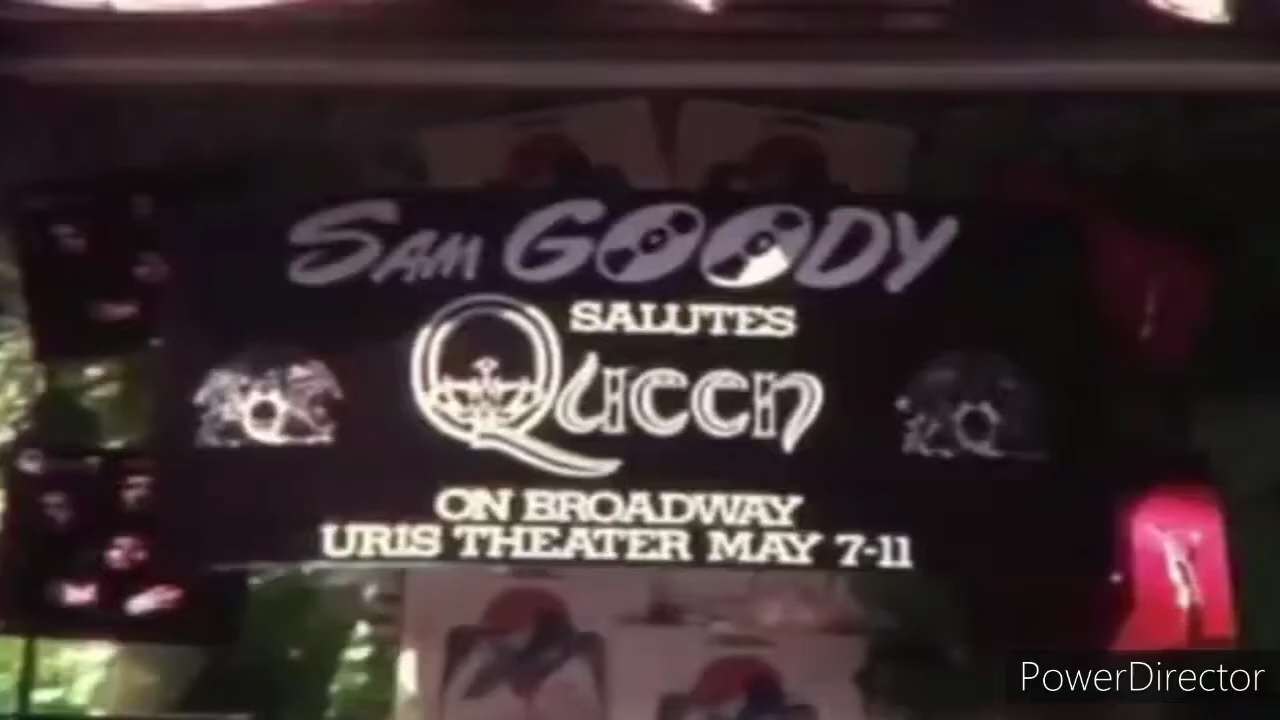 SAM GOODY
SALUTES
Queen
ON BROADWAY
URIS THEATER MAY 7-11
PowerDirector